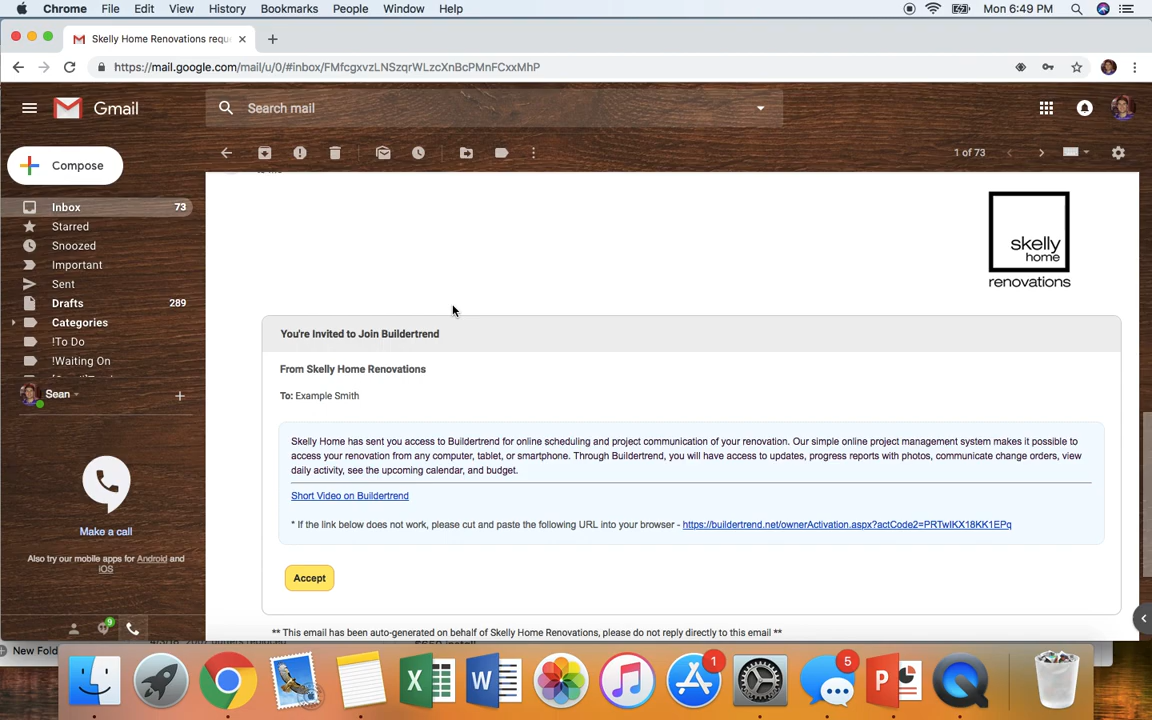 Chrome File Edit View History Bookmarks People Window Help Mon 6:49 PM
Skelly Home Renovations requ
https://mail.google.com/mail/u/0/#inbox/FMfcgxvzLNSzqrWLzcXnBcPMnFCxxMhP
Gmail
Search mail
Compose
1 of 73
Inbox 73
Starred
Snoozed
Important
Sent
Drafts 289
Categories
!To Do
!Waiting On
Sean
Make a call
Also try our mobile apps for Android and
iOS
9
skelly
home
renovations
You're Invited to Join Buildertrend
From Skelly Home Renovations
To: Example Smith
Skelly Home has sent you access to Buildertrend for online scheduling and project communication of your renovation. Our simple online project management system makes it possible to
access your renovation from any computer, tablet, or smartphone. Through Buildertrend, you will have access to updates, progress reports with photos, communicate change orders, view
daily activity, see the upcoming calendar, and budget.
Short Video on Buildertrend
* If the link below does not work, please cut and paste the following URL into your browser - https://buildertrend.net/ownerActivation.aspx?actCode2=PRTwIKX18KK1EPq
Accept
** This email has been auto-generated on behalf of Skelly Home Renovations, please do not reply directly to this email **
New Fold
X W 1 5 P